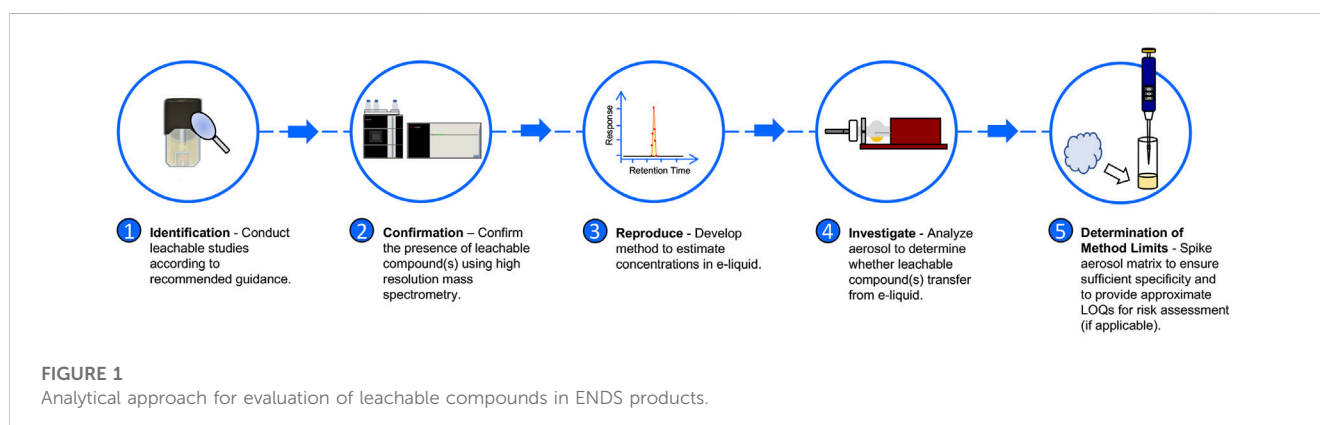 Response
Retention Time
1 Identification - Conduct
leachable studies
according to
recommended guidance.
2 Confirmation – Confirm
the presence of leachable
compound(s) using high
resolution mass
spectrometry.
3 Reproduce - Develop
method to estimate
concentrations in e-liquid.
4 Investigate - Analyze
aerosol to determine
whether leachable
compound(s) transfer
from e-liquid.
5 Determination of
Method Limits - Spike
aerosol matrix to ensure
sufficient specificity and
to provide approximate
LOQs for risk assessment
(if applicable).
FIGURE 1
Analytical approach for evaluation of leachable compounds in ENDS products.